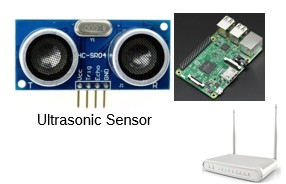 HC-SR04
T
R
Vcc
Trig
Echo
GND
Ultrasonic Sensor